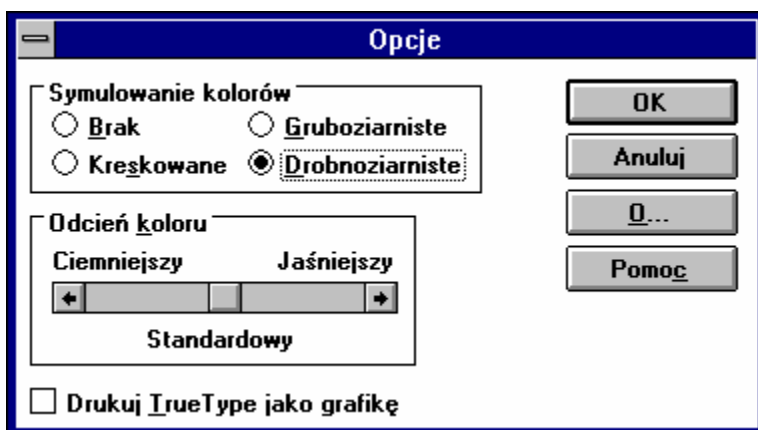 Opcje
Symulowanie kolorów
Brak
Gruboziarniste
Kreskowane
Drobnoziarniste
Odcień koloru
Ciemniejszy Jaśniejszy
Standardowy
Drukuj TrueType jako grafikę
OK
Anuluj
O...
Pomoc